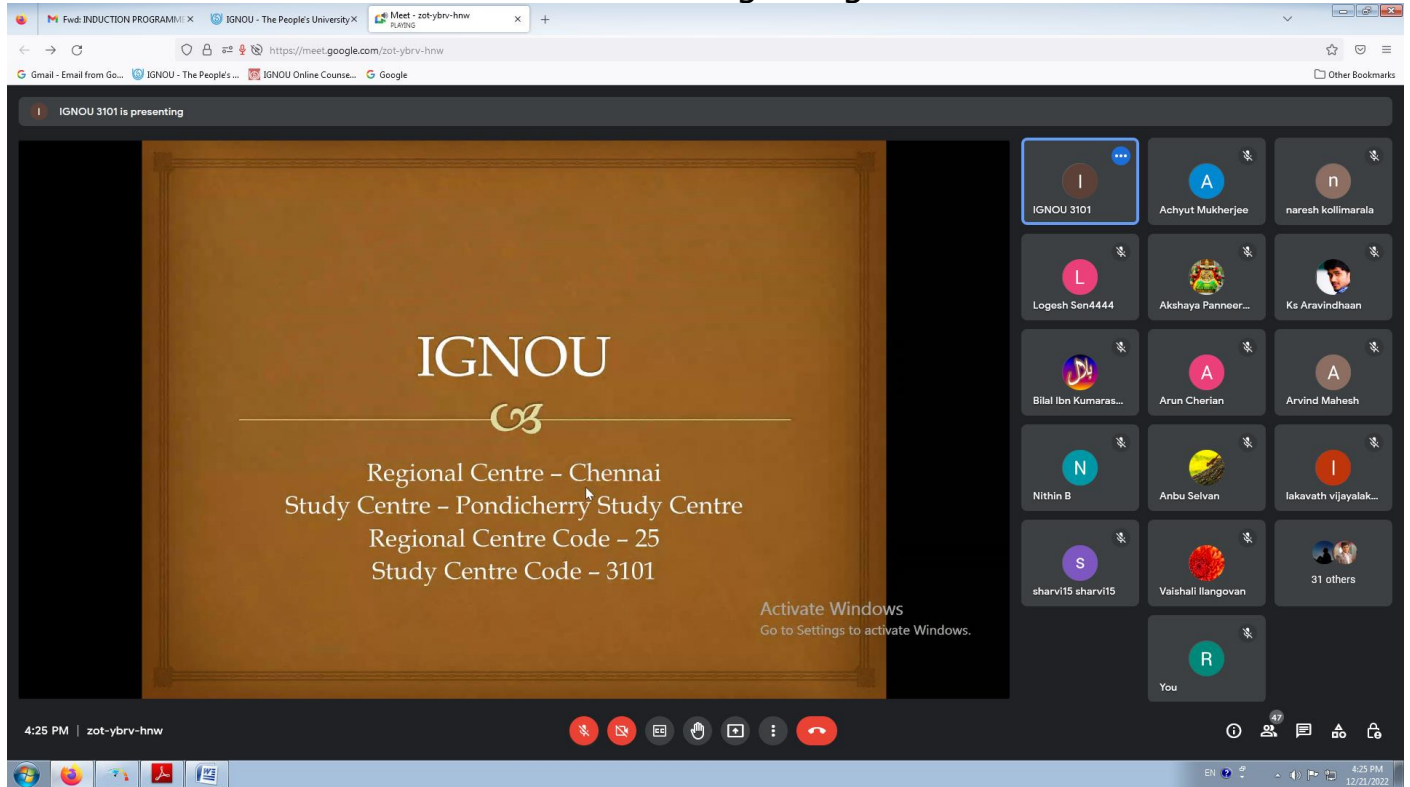 Fwd: INDUCTION PROGRAMME
IGNOU - The People's University
Meet - zot-ybrv-hnw
PLAYING
https://meet.google.com/zot-ybrv-hnw
Gmail - Email from Go...
IGNOU - The People's ...
IGNOU Online Counse...
Google
Other Bookmarks
I
IGNOU 3101 is presenting
IGNOU
Regional Centre – Chennai
Study Centre – Pondicherry Study Centre
Regional Centre Code – 25
Study Centre Code – 3101
Activate Windows
Go to Settings to activate Windows.
I
IGNOU 3101
A
Achyut Mukherjee
n
naresh kollimarala
L
Logesh Sen4444
Akshaya Panneer...
Ks Aravindhaan
بلال
Bilal Ibn Kumaras...
A
Arun Cherian
A
Arvind Mahesh
N
Nithin B
Anbu Selvan
l
lakavath vijayalak...
s
sharvi15 sharvi15
Vaishali Ilangovan
31 others
R
You
4:25 PM | zot-ybrv-hnw
CC
47
EN
4:25 PM
12/21/2022